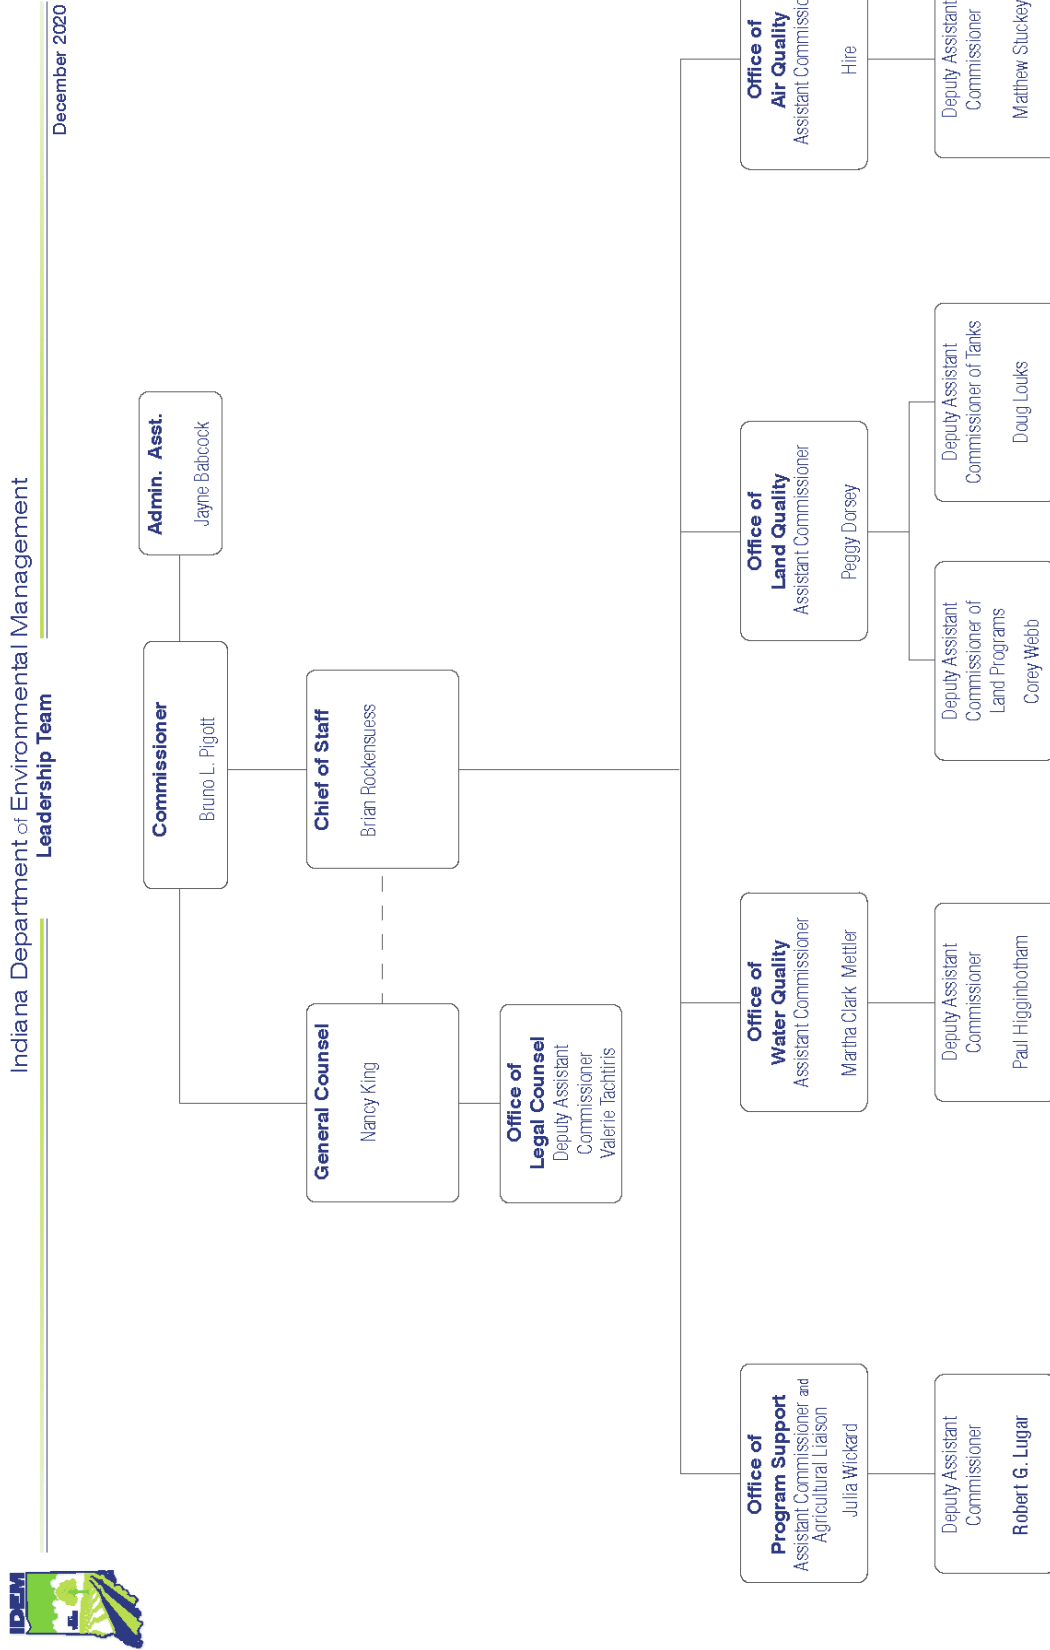 IDEM
Indiana Department of Environmental Management
Leadership Team
December 2020
Commissioner
Bruno L. Pigott
Admin. Asst.
Jayne Babcock
General Counsel
Nancy King
Chief of Staff
Brian Rockensuess
Office of
Legal Counsel
Deputy Assistant
Commissioner
Valerie Tachtiris
Office of
Program Support
Assistant Commissioner and
Agricultural Liaison
Julia Wickard
Office of
Water Quality
Assistant Commissioner
Martha Clark Mettler
Office of
Land Quality
Assistant Commissioner
Peggy Dorsey
Office of
Air Quality
Assistant Commissio
Hire
Deputy Assistant
Commissioner
Robert G. Lugar
Deputy Assistant
Commissioner
Paul Higginbotham
Deputy Assistant
Commissioner of
Land Programs
Corey Webb
Deputy Assistant
Commissioner of Tanks
Doug Louks
Deputy Assistant
Commissioner
Matthew Stuckey